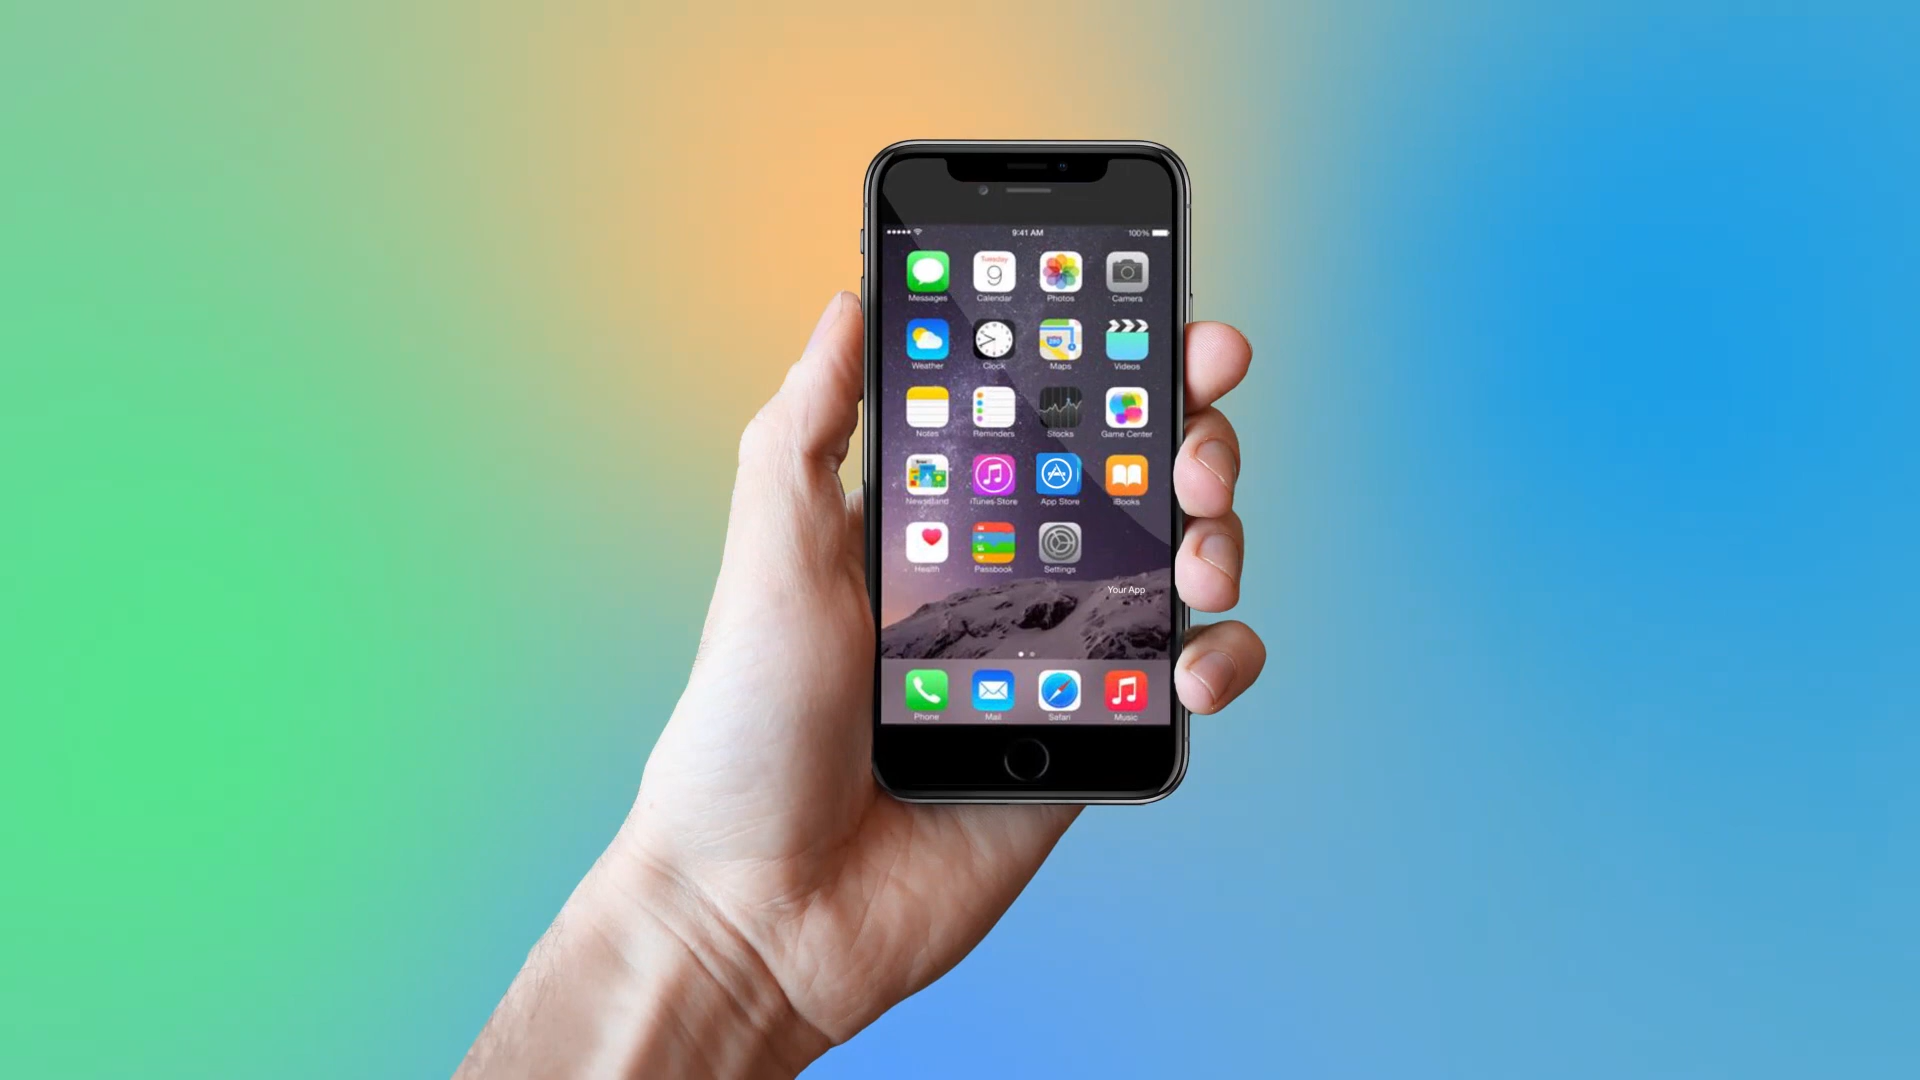 9:41 AM
100%
Tuesday
9
Messages
Calendar
Photos
Camera
280
Weather
Clock
Maps
Videos
Notes
Reminders
Stocks
Game Center
Newsstand
iTunes Store
App Store
iBooks
Health
Passbook
Settings
Your App
Phone
Mail
Safari
Music